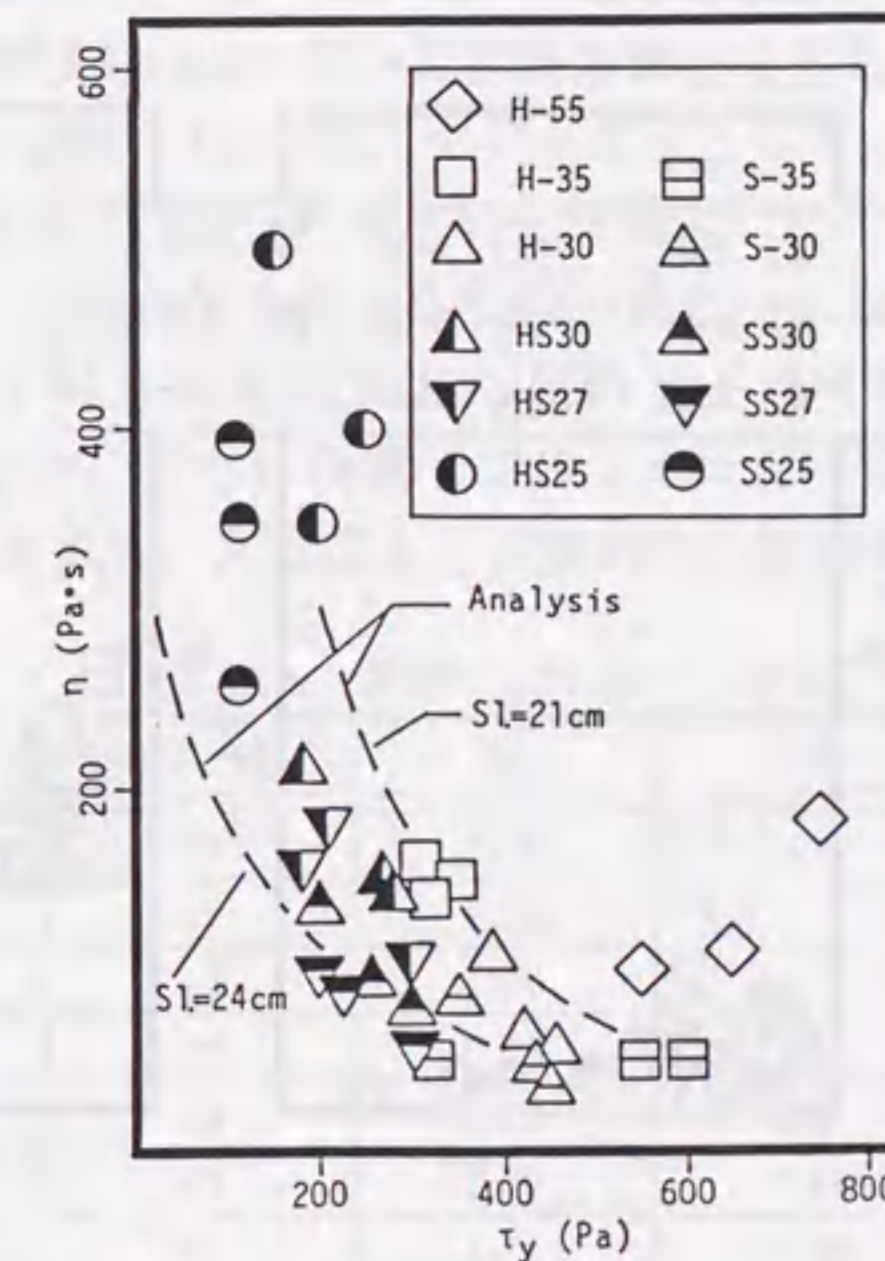 600
400
200
η (Pa•s)
H-55
H-35 S-35
H-30 S-30
HS30 SS30
HS27 SS27
HS25 SS25
Analysis
Sl.=21cm
Sl.=24cm
200 400 600 800
τy (Pa)